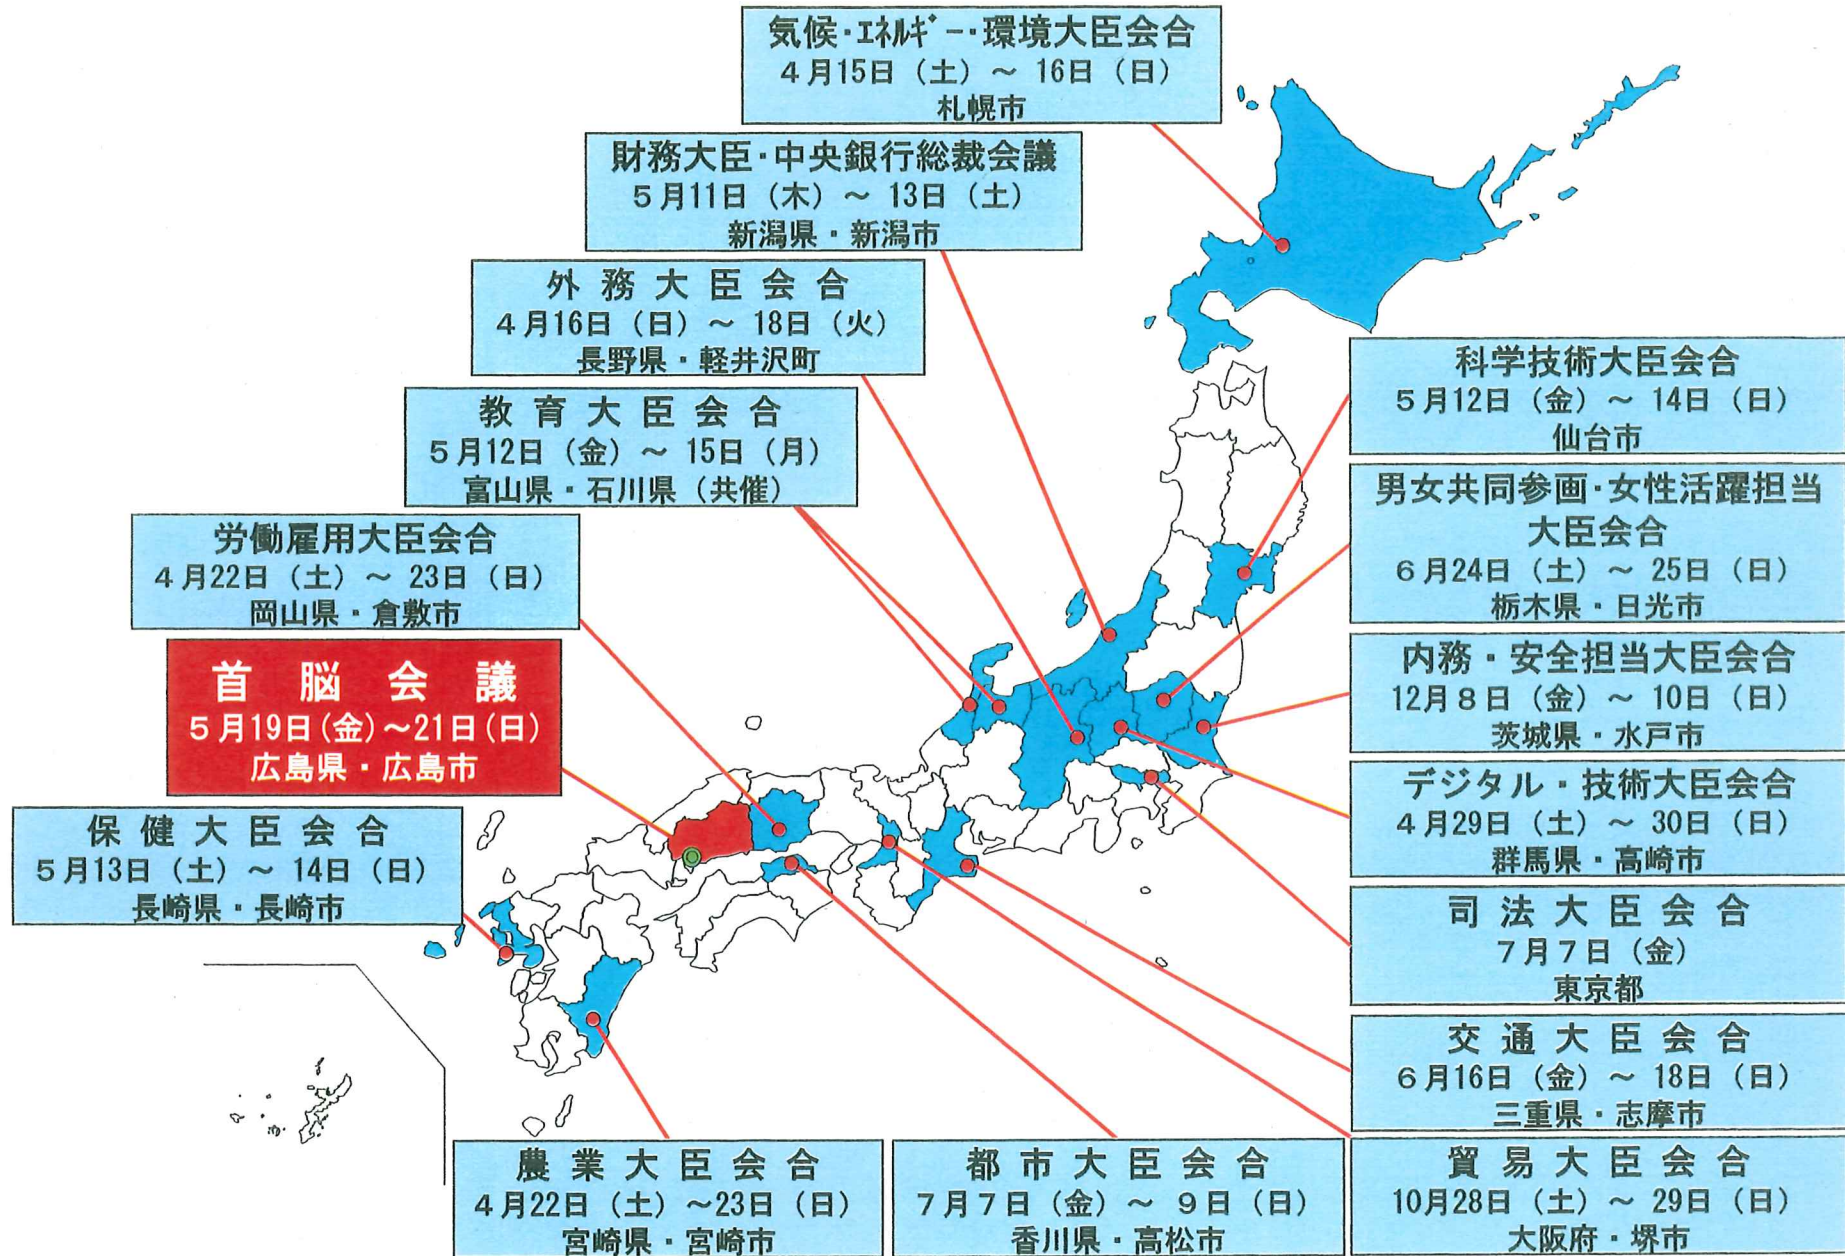 気候・エネルギー・環境大臣会合
4月15日（土）～ 16日（日）
札幌市
財務大臣・中央銀行総裁会議
5月11日（木）～ 13日（土）
新潟県・新潟市
外務大臣会合
4月16日（日）～ 18日（火）
長野県・軽井沢町
教育大臣会合
5月12日（金）～ 15日（月）
富山県・石川県（共催）
労働雇用大臣会合
4月22日（土）～ 23日（日）
岡山県・倉敷市
首脳会議
5月19日(金)～21日(日)
広島県・広島市
保健大臣会合
5月13日（土）～ 14日（日）
長崎県・長崎市
科学技術大臣会合
5月12日（金）～ 14日（日）
仙台市
男女共同参画・女性活躍担当
大臣会合
6月24日（土）～ 25日（日）
栃木県・日光市
内務・安全担当大臣会合
12月8日（金）～ 10日（日）
茨城県・水戸市
デジタル・技術大臣会合
4月29日（土）～ 30日（日）
群馬県・高崎市
司法大臣会合
7月7日（金）
東京都
交通大臣会合
6月16日（金）～ 18日（日）
三重県・志摩市
農業大臣会合
4月22日（土）～23日（日）
宮崎県・宮崎市
都市大臣会合
7月7日（金）～ 9日（日）
香川県・高松市
貿易大臣会合
10月28日（土）～ 29日（日）
大阪府・堺市